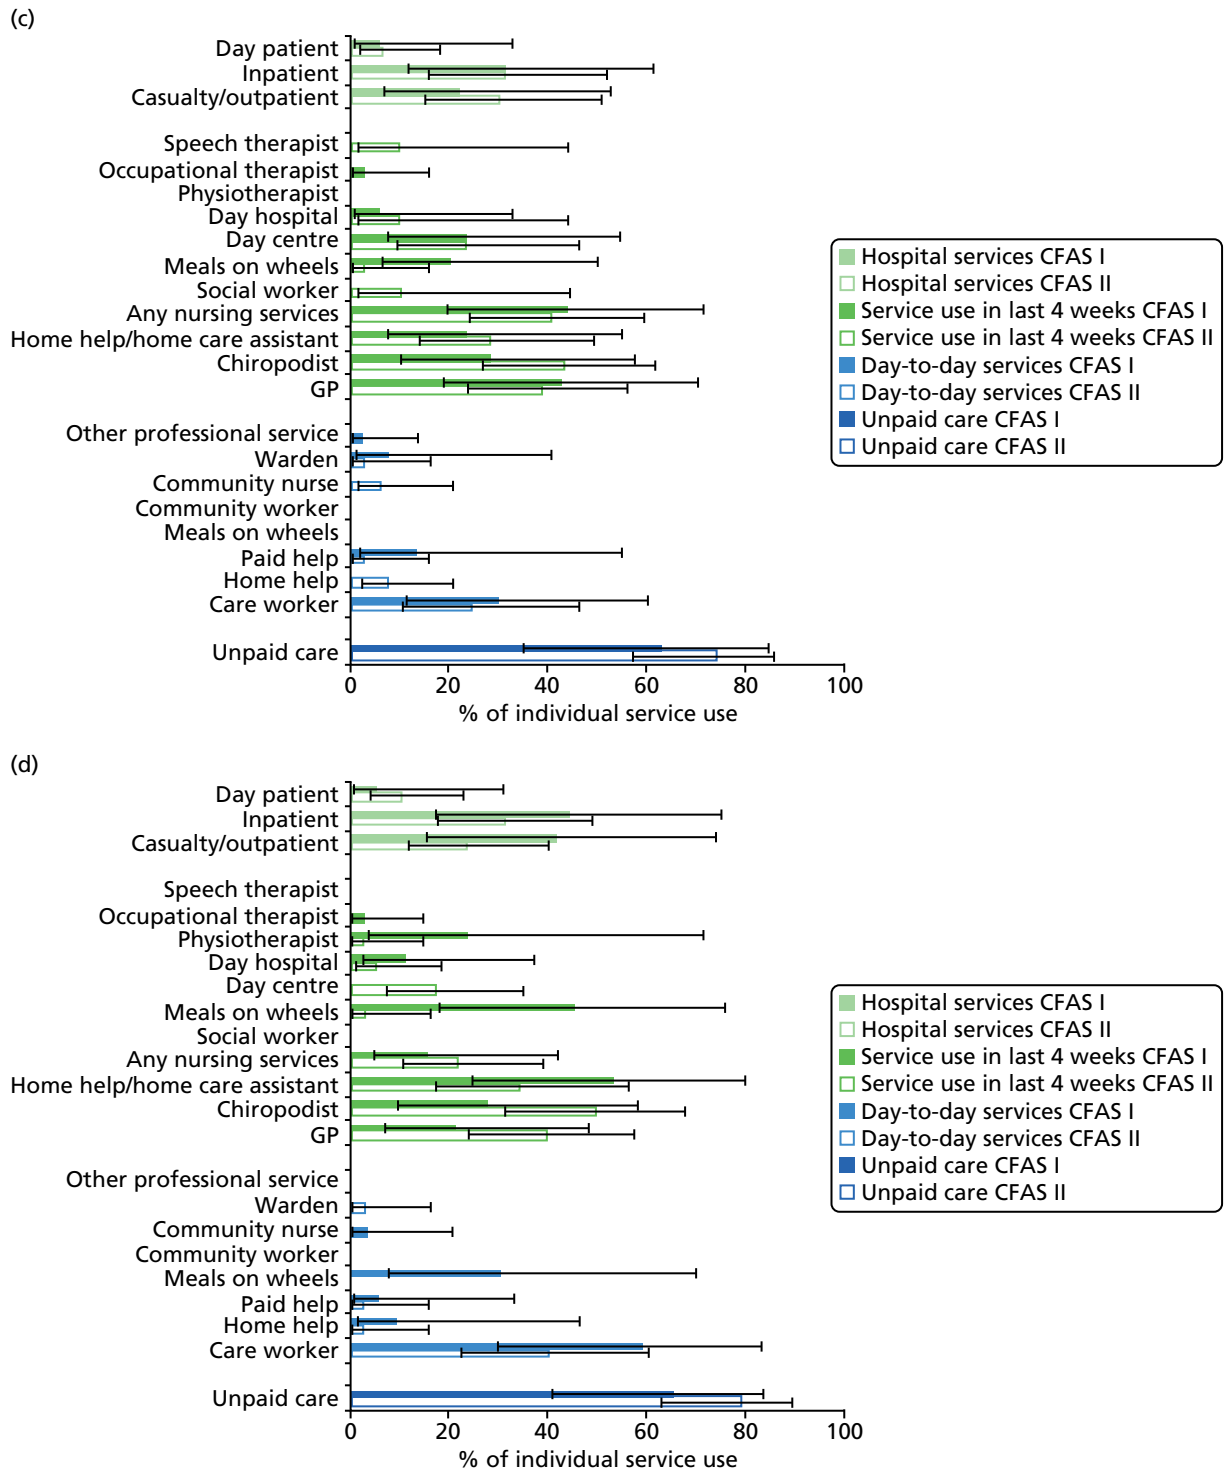 (c)
Day patient
Inpatient
Casualty/outpatient
Speech therapist
Occupational therapist
Physiotherapist
Day hospital
Day centre
Meals on wheels
Social worker
Any nursing services
Home help/home care assistant
Chiropodist
GP
Other professional service
Warden
Community nurse
Community worker
Meals on wheels
Paid help
Home help
Care worker
Unpaid care
0 20 40 60 80 100
% of individual service use
Hospital services CFAS I
Hospital services CFAS II
Service use in last 4 weeks CFAS I
Service use in last 4 weeks CFAS II
Day-to-day services CFAS I
Day-to-day services CFAS II
Unpaid care CFAS I
Unpaid care CFAS II
(d)
Day patient
Inpatient
Casualty/outpatient
Speech therapist
Occupational therapist
Physiotherapist
Day hospital
Day centre
Meals on wheels
Social worker
Any nursing services
Home help/home care assistant
Chiropodist
GP
Other professional service
Warden
Community nurse
Community worker
Meals on wheels
Paid help
Home help
Care worker
Unpaid care
0 20 40 60 80 100
% of individual service use
Hospital services CFAS I
Hospital services CFAS II
Service use in last 4 weeks CFAS I
Service use in last 4 weeks CFAS II
Day-to-day services CFAS I
Day-to-day services CFAS II
Unpaid care CFAS I
Unpaid care CFAS II